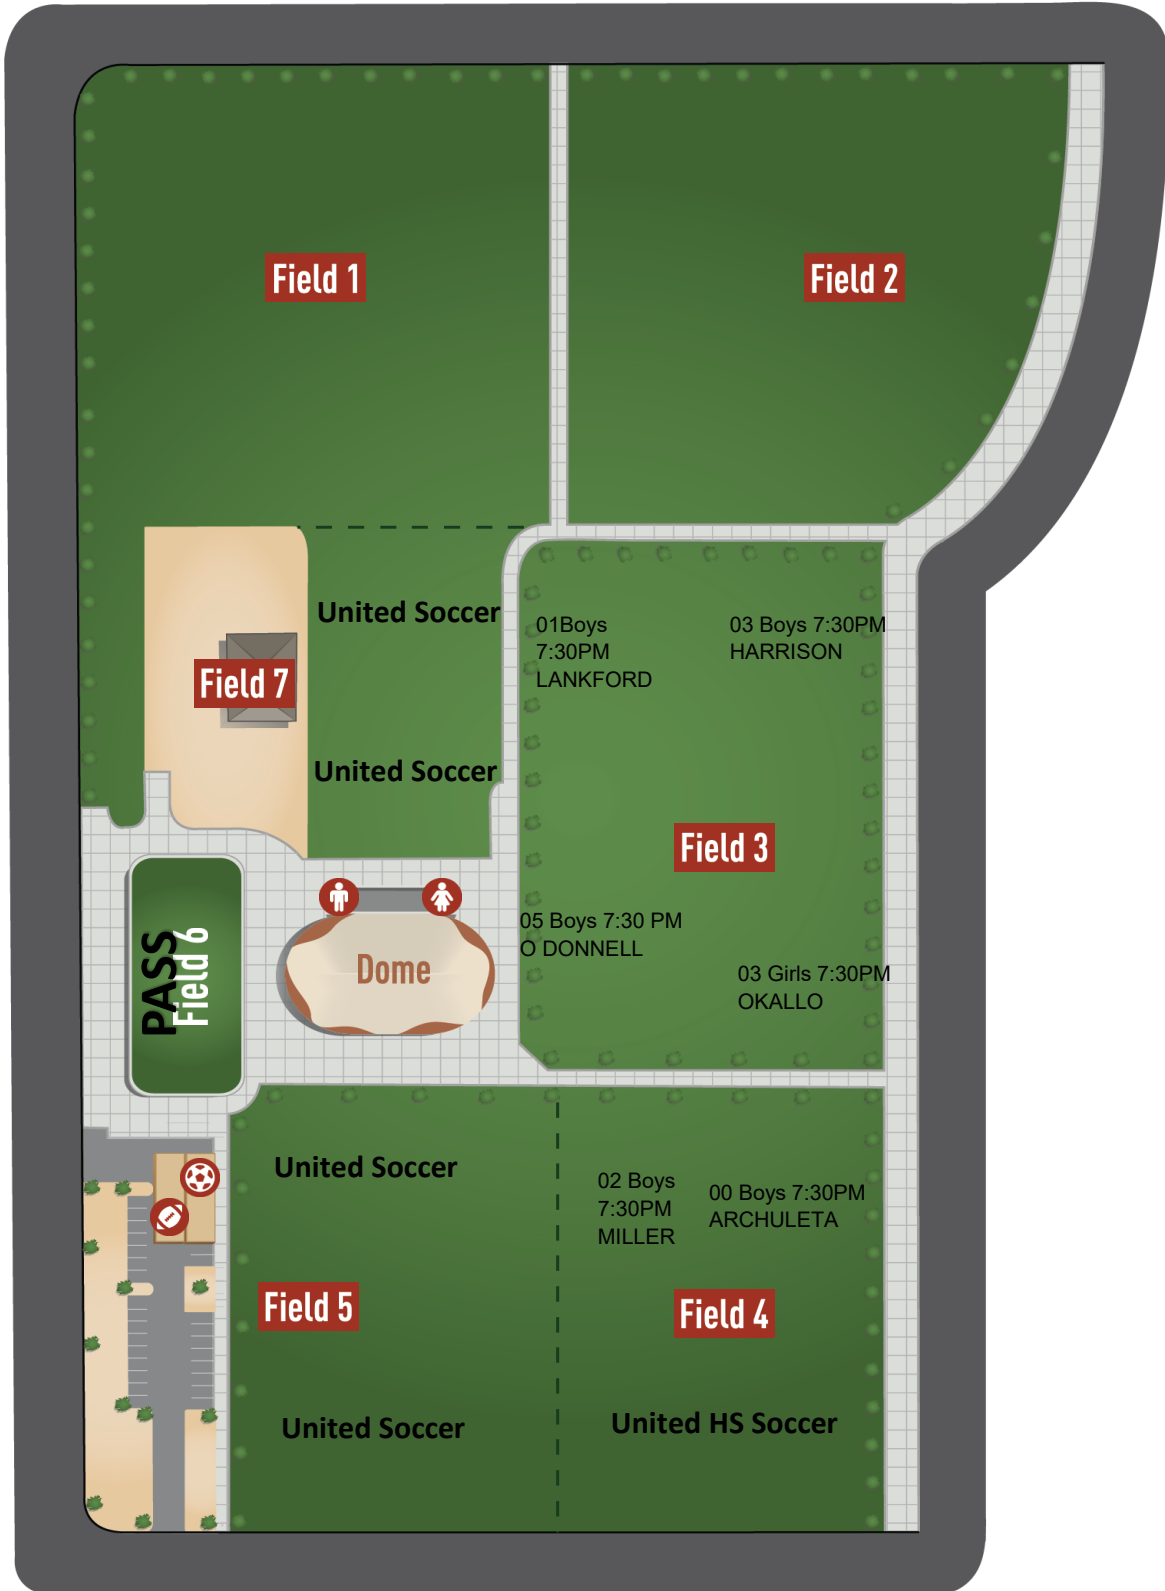 Field 1
Field 2
United Soccer
01Boys
7:30PM
LANKFORD
03 Boys 7:30PM
HARRISON
Field 7
United Soccer
Field 3
PASS
Field 6
Dome
05 Boys 7:30 PM
O DONNELL
03 Girls 7:30PM
OKALLO
United Soccer
02 Boys
7:30PM
MILLER
00 Boys 7:30PM
ARCHULETA
Field 5
Field 4
United Soccer
United HS Soccer